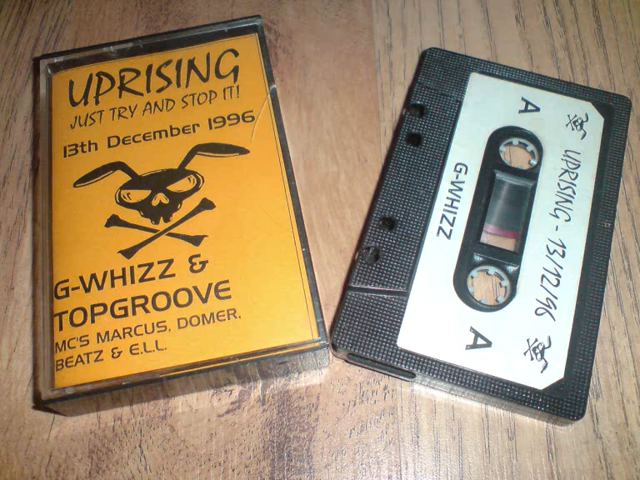 UPRISING
JUST TRY AND STOP IT!
13th December 1996
G-WHIZZ &
TOPGROOVE
MC'S MARCUS, DOMER,
BEATZ & E.L.L.
UPRISING - 13/12/96
A
A
G-WHIZZ